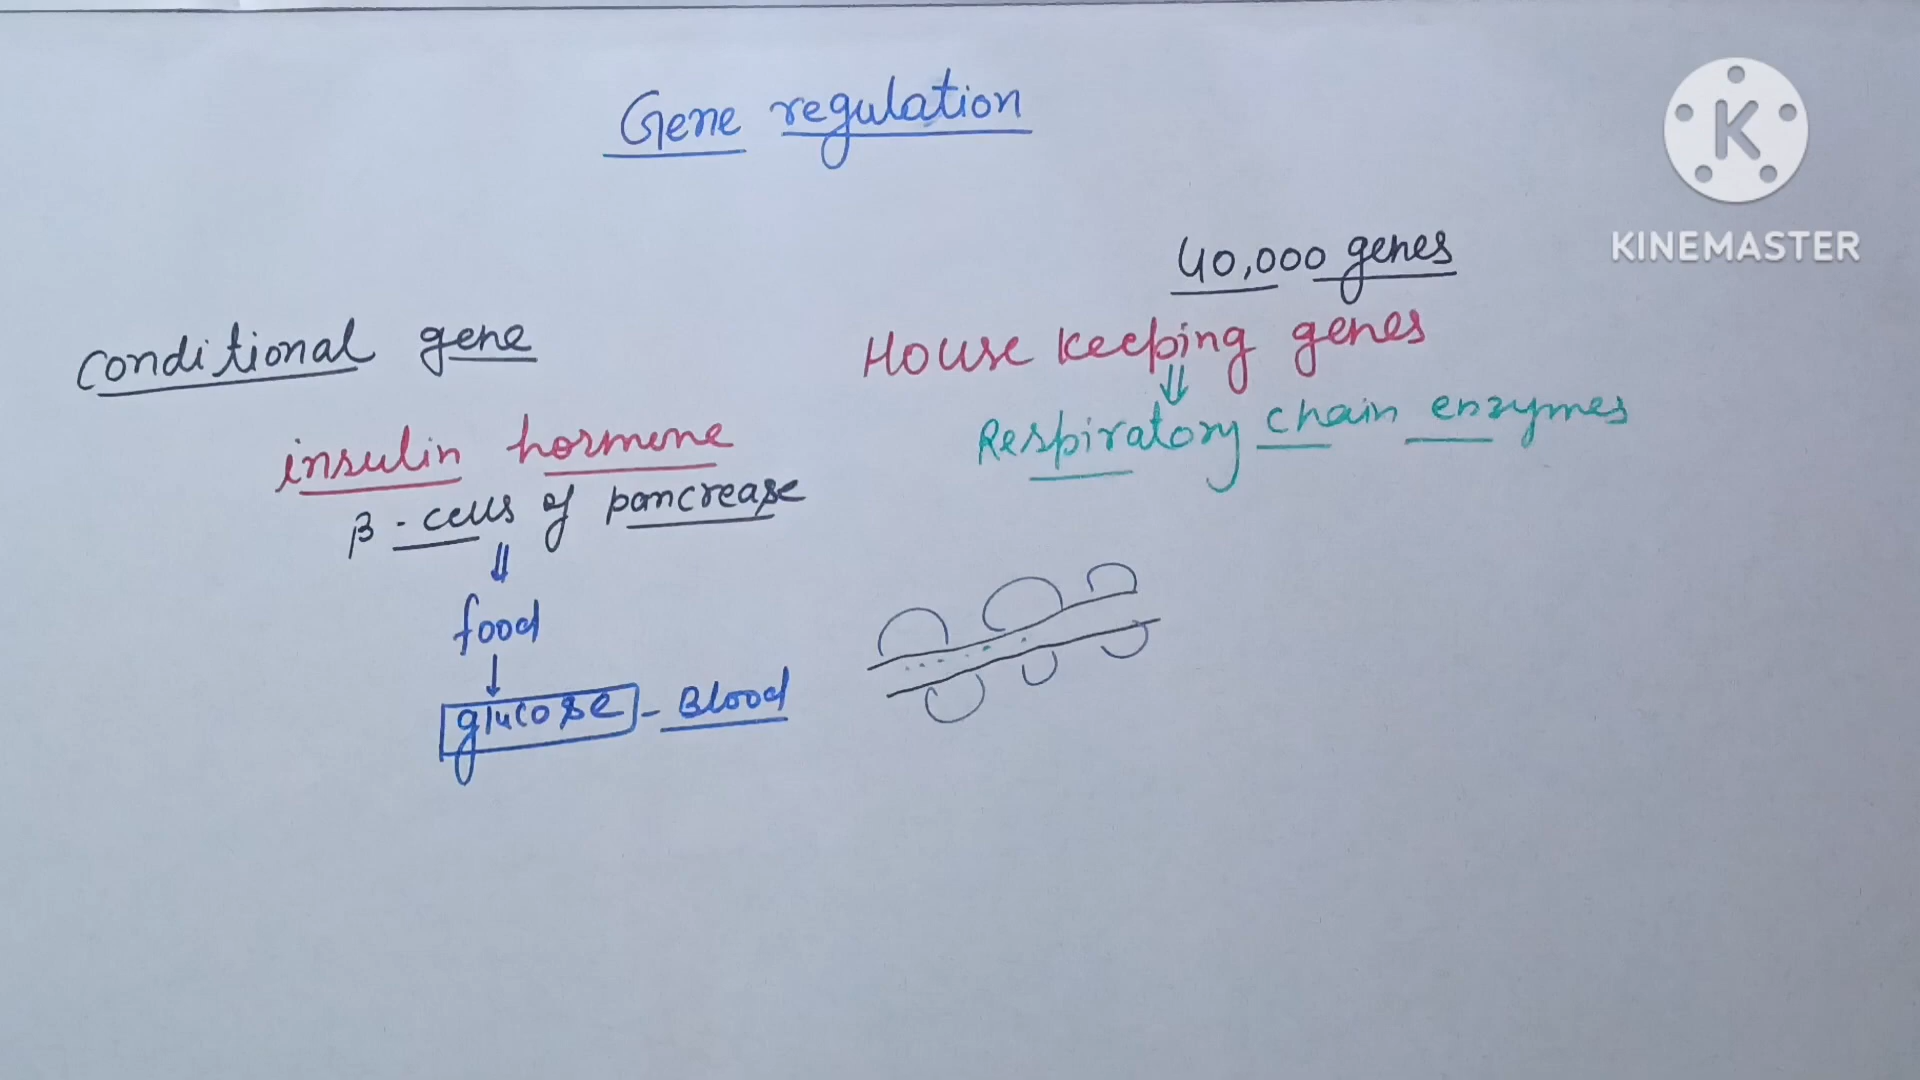 Gene regulation
K
KINEMASTER
40,000 genes
conditional gene
House keeping genes
⇓
Respiratory chain enzymes
insulin hormone
β-cells of pancrease
⇓
food
↓
glucose - Blood